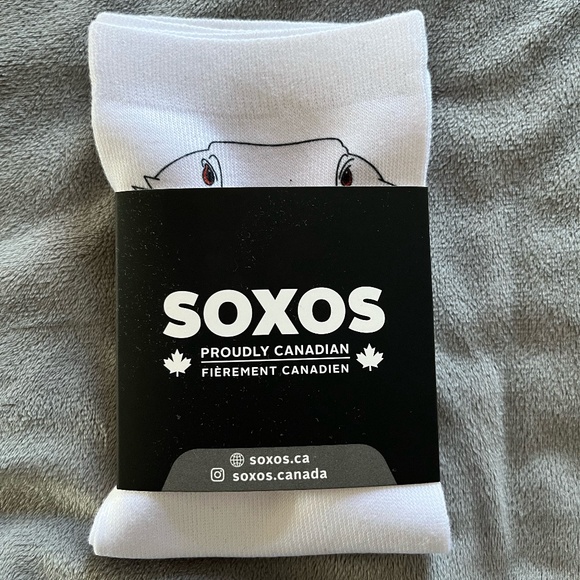 SOXOS
PROUDLY CANADIAN
FIÈREMENT CANADIEN
soxos.ca
soxos.canada